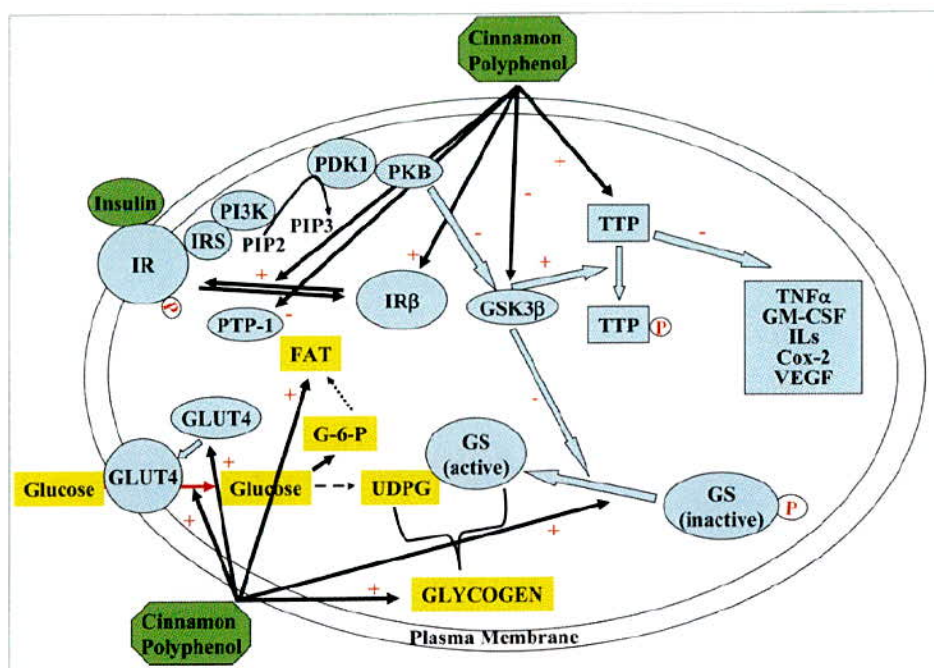 Cinnamon
Polyphenol
+
-
-
+
PDK1
PKB
Insulin
PI3K
PIP3
TTP
-
IRS
PIP2
-
IR
+
+
+
IRβ
GSK3β
P
PTP-1
-
TTP
P
TNFα
GM-CSF
ILs
Cox-2
VEGF
FAT
+
-
GLUT4
G-6-P
GS
(active)
+
Glucose
GLUT4
Glucose
UDPG
GS
(inactive)
P
+
+
+
GLYCOGEN
Cinnamon
Polyphenol
Plasma Membrane